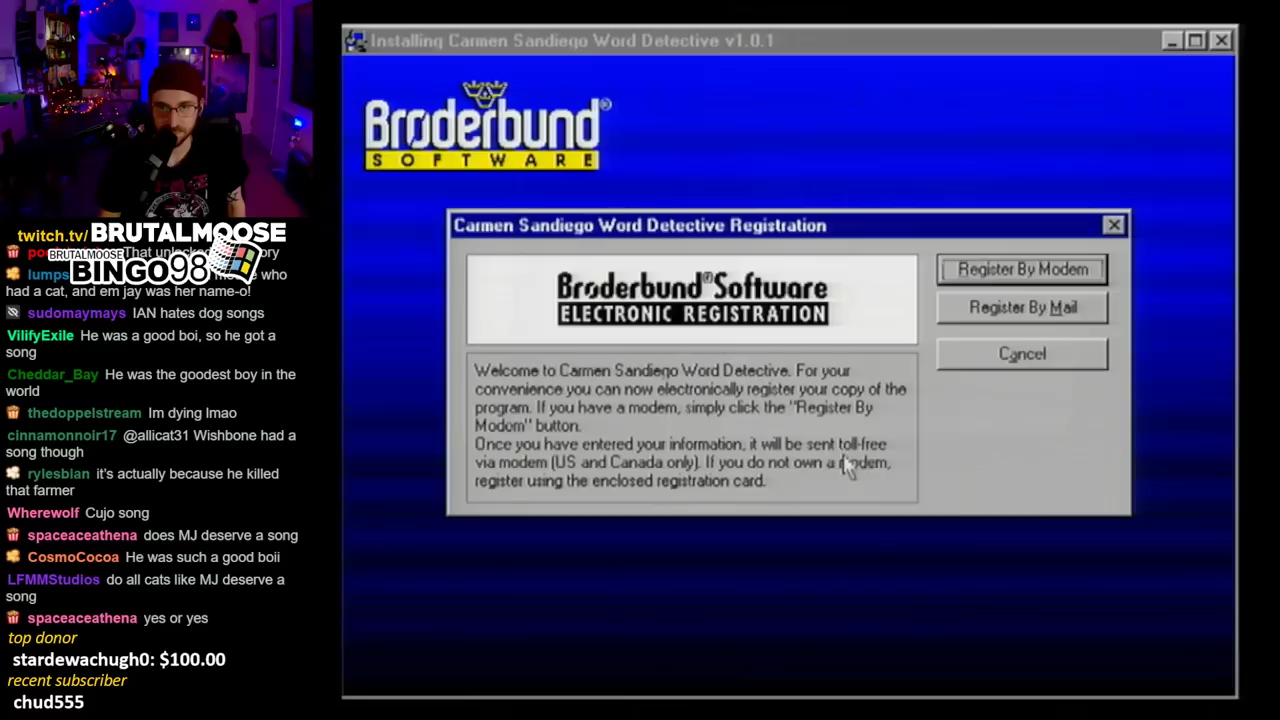 twitch.tv/BRUTALMOOSE
BRUTALMOOSE
BINGO98
That
who
had a cat, and em jay was her name-o!
sudomaymays IAN hates dog songs
VilifyExile He was a good boi, so he got a
song
Cheddar_Bay He was the goodest boy in the
world
thedoppelstream Im dying lmao
cinnamonnoir17 @allicat31 Wishbone had a
song though
rylesbian it's actually because he killed
that farmer
Wherewolf Cujo song
spaceaceathena does MJ deserve a song
CosmoCocoa He was such a good boii
LFMMStudios do all cats like MJ deserve a
song
spaceaceathena yes or yes
top donor
stardewachugh0: $100.00
recent subscriber
chud555
Installing Carmen Sandiego Word Detective v1.0.1
Brøderbund®
SOFTWARE
Carmen Sandiego Word Detective Registration
Brøderbund®Software
ELECTRONIC REGISTRATION
Register By Modem
Register By Mail
Cancel
Welcome to Carmen Sandiego Word Detective. For your
convenience you can now electronically register your copy of the
program. If you have a modem, simply click the "Register By
Modem" button.
Once you have entered your information, it will be sent toll-free
via modem (US and Canada only). If you do not own a modem,
register using the enclosed registration card.